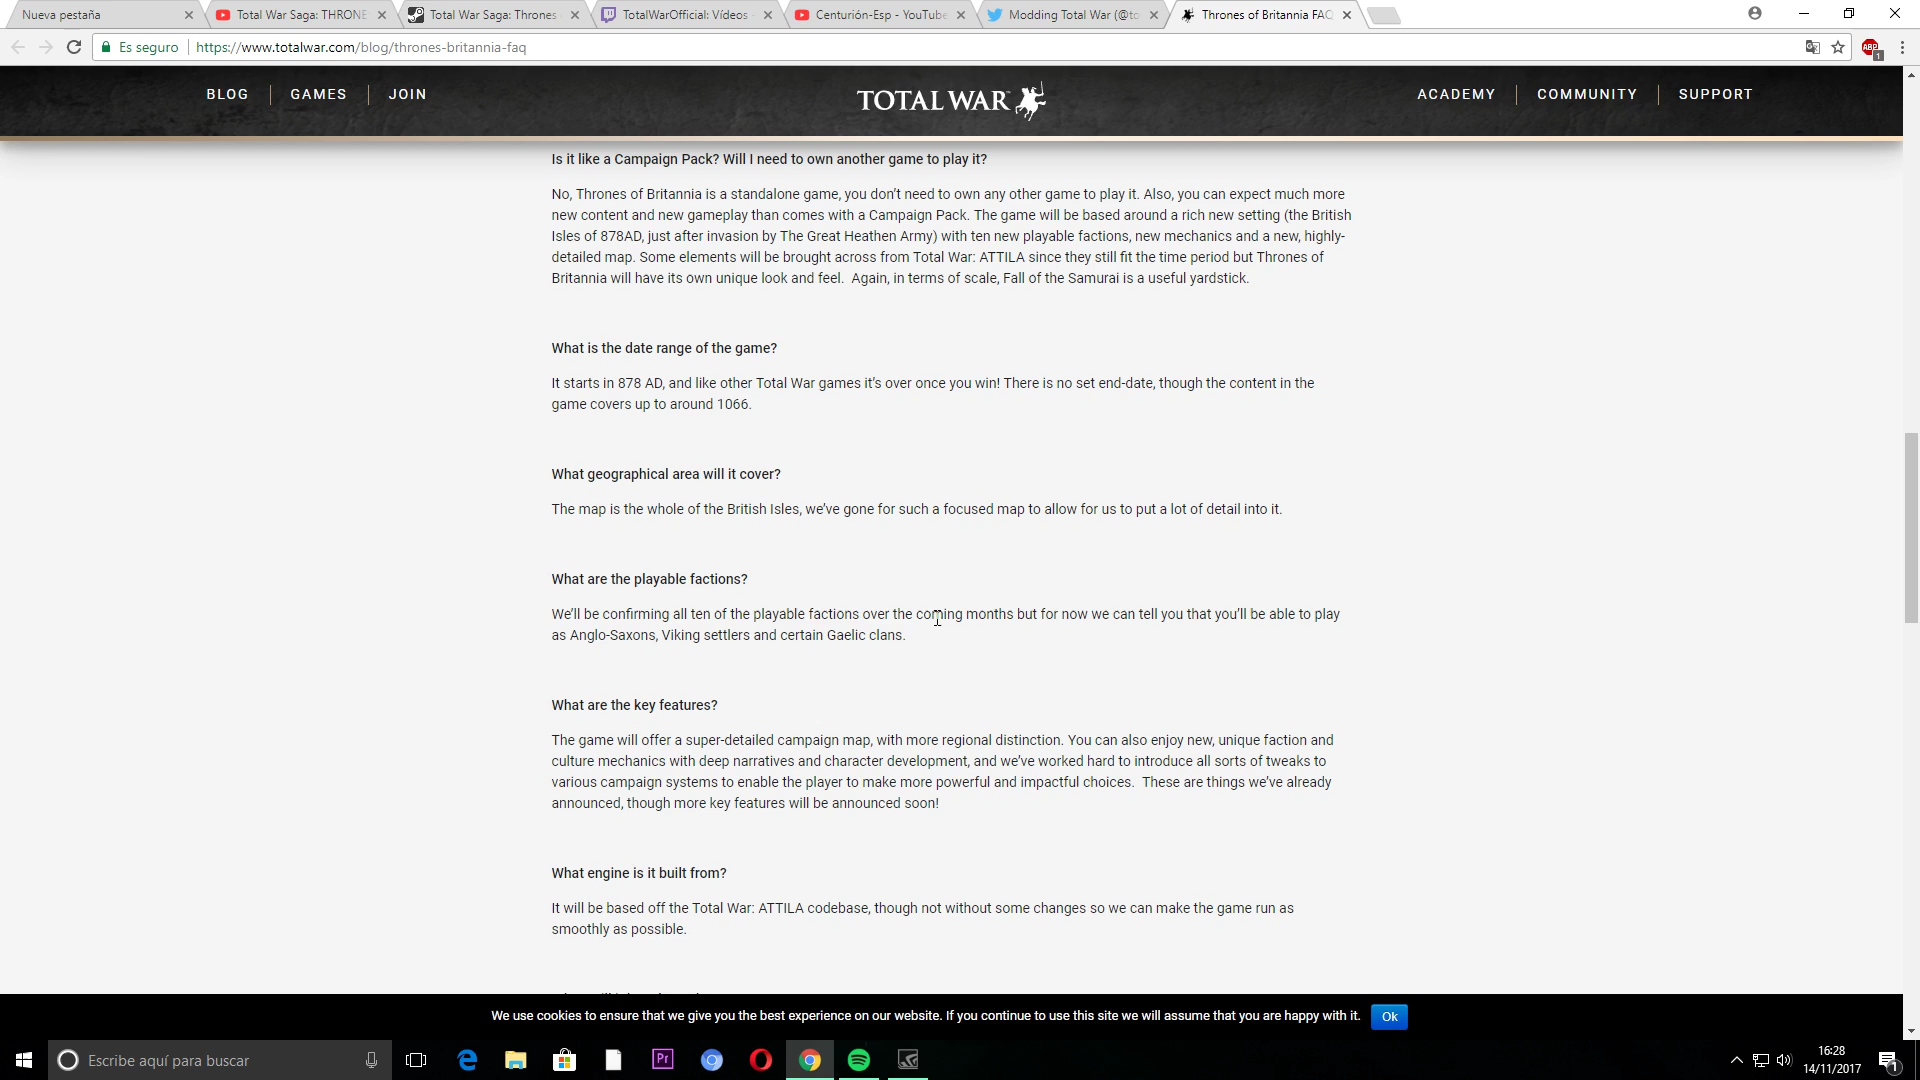 Nueva pestaña
Total War Saga: THRONE
Total War Saga: Thrones
TotalWarOfficial: Vídeos
Centurión-Esp - YouTube
Modding Total War (@to
Thrones of Britannia FAQ
Es seguro
https://www.totalwar.com/blog/thrones-britannia-faq
ABP
1
BLOG
GAMES
JOIN
TOTAL WAR
ACADEMY
COMMUNITY
SUPPORT
Is it like a Campaign Pack? Will I need to own another game to play it?
No, Thrones of Britannia is a standalone game, you don’t need to own any other game to play it. Also, you can expect much more
new content and new gameplay than comes with a Campaign Pack. The game will be based around a rich new setting (the British
Isles of 878AD, just after invasion by The Great Heathen Army) with ten new playable factions, new mechanics and a new, highly-
detailed map. Some elements will be brought across from Total War: ATTILA since they still fit the time period but Thrones of
Britannia will have its own unique look and feel.  Again, in terms of scale, Fall of the Samurai is a useful yardstick.
What is the date range of the game?
It starts in 878 AD, and like other Total War games it’s over once you win! There is no set end-date, though the content in the
game covers up to around 1066.
What geographical area will it cover?
The map is the whole of the British Isles, we’ve gone for such a focused map to allow for us to put a lot of detail into it.
What are the playable factions?
We’ll be confirming all ten of the playable factions over the coming months but for now we can tell you that you’ll be able to play
as Anglo-Saxons, Viking settlers and certain Gaelic clans.
What are the key features?
The game will offer a super-detailed campaign map, with more regional distinction. You can also enjoy new, unique faction and
culture mechanics with deep narratives and character development, and we’ve worked hard to introduce all sorts of tweaks to
various campaign systems to enable the player to make more powerful and impactful choices.  These are things we’ve already
announced, though more key features will be announced soon!
What engine is it built from?
It will be based off the Total War: ATTILA codebase, though not without some changes so we can make the game run as
smoothly as possible.
We use cookies to ensure that we give you the best experience on our website. If you continue to use this site we will assume that you are happy with it.
Ok
Escribe aquí para buscar
Pr
16:28
14/11/2017
1